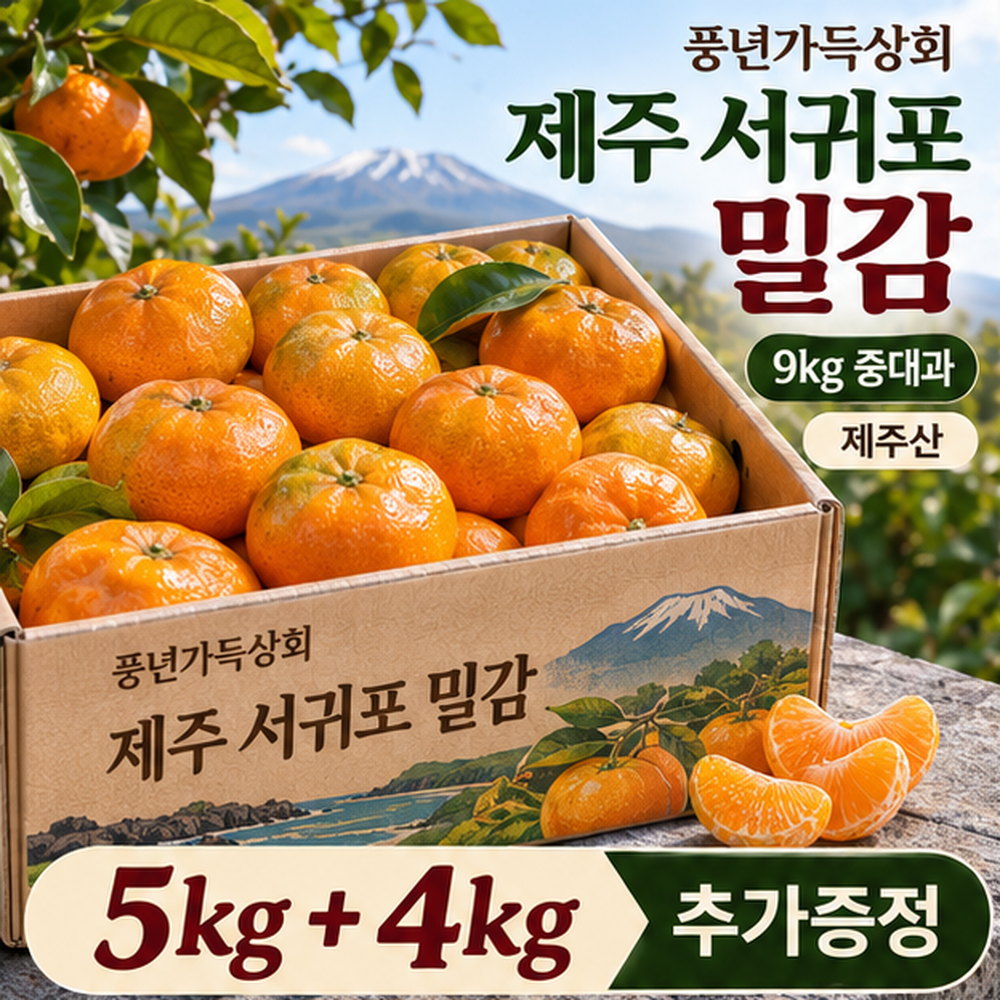 풍년가득상회
제주 서귀포
밀감
9kg 중대과
제주산
풍년가득상회
제주 서귀포 밀감
5kg + 4kg 추가증정